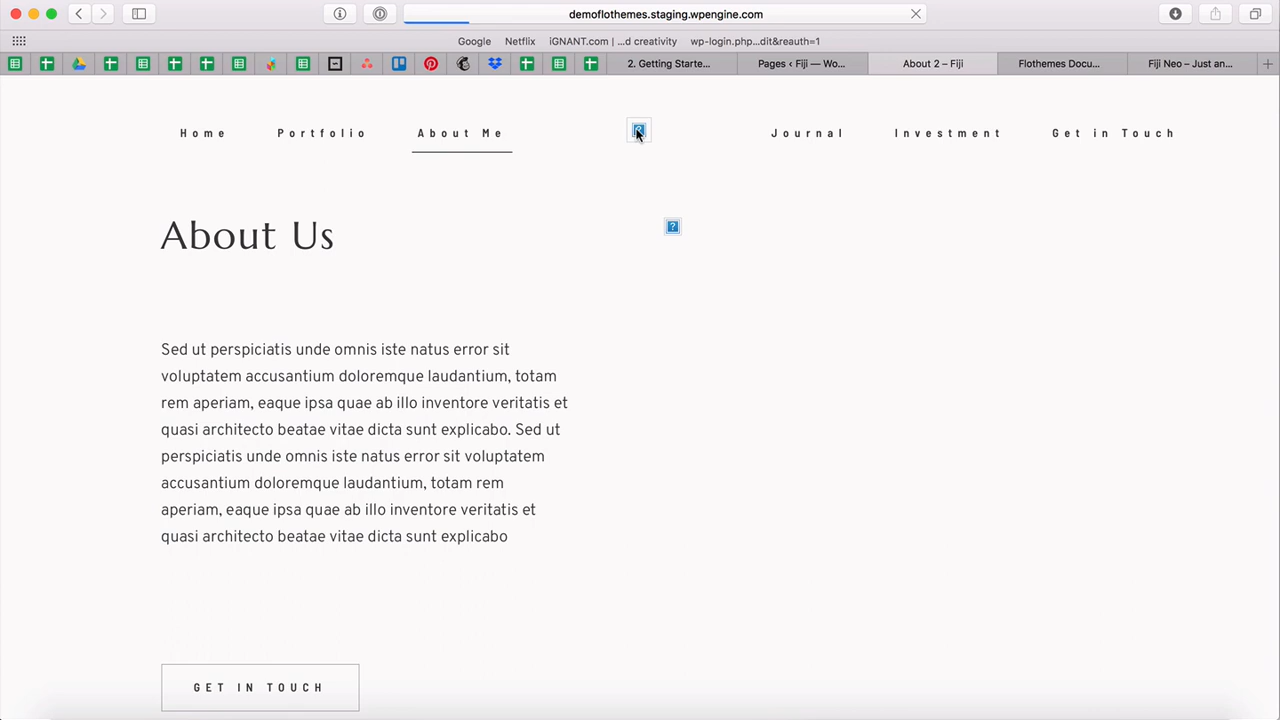 demoflothemes.staging.wpengine.com
Google Netflix iGNANT.com | ...d creativity wp-login.php...dit&reauth=1
2. Getting Starte... Pages ‹ Fiji — Wo... About 2 – Fiji Flothemes Docu... Fiji Neo – Just an...
Home Portfolio About Me Journal Investment Get in Touch
About Us
Sed ut perspiciatis unde omnis iste natus error sit
voluptatem accusantium doloremque laudantium, totam
rem aperiam, eaque ipsa quae ab illo inventore veritatis et
quasi architecto beatae vitae dicta sunt explicabo. Sed ut
perspiciatis unde omnis iste natus error sit voluptatem
accusantium doloremque laudantium, totam rem
aperiam, eaque ipsa quae ab illo inventore veritatis et
quasi architecto beatae vitae dicta sunt explicabo
GET IN TOUCH